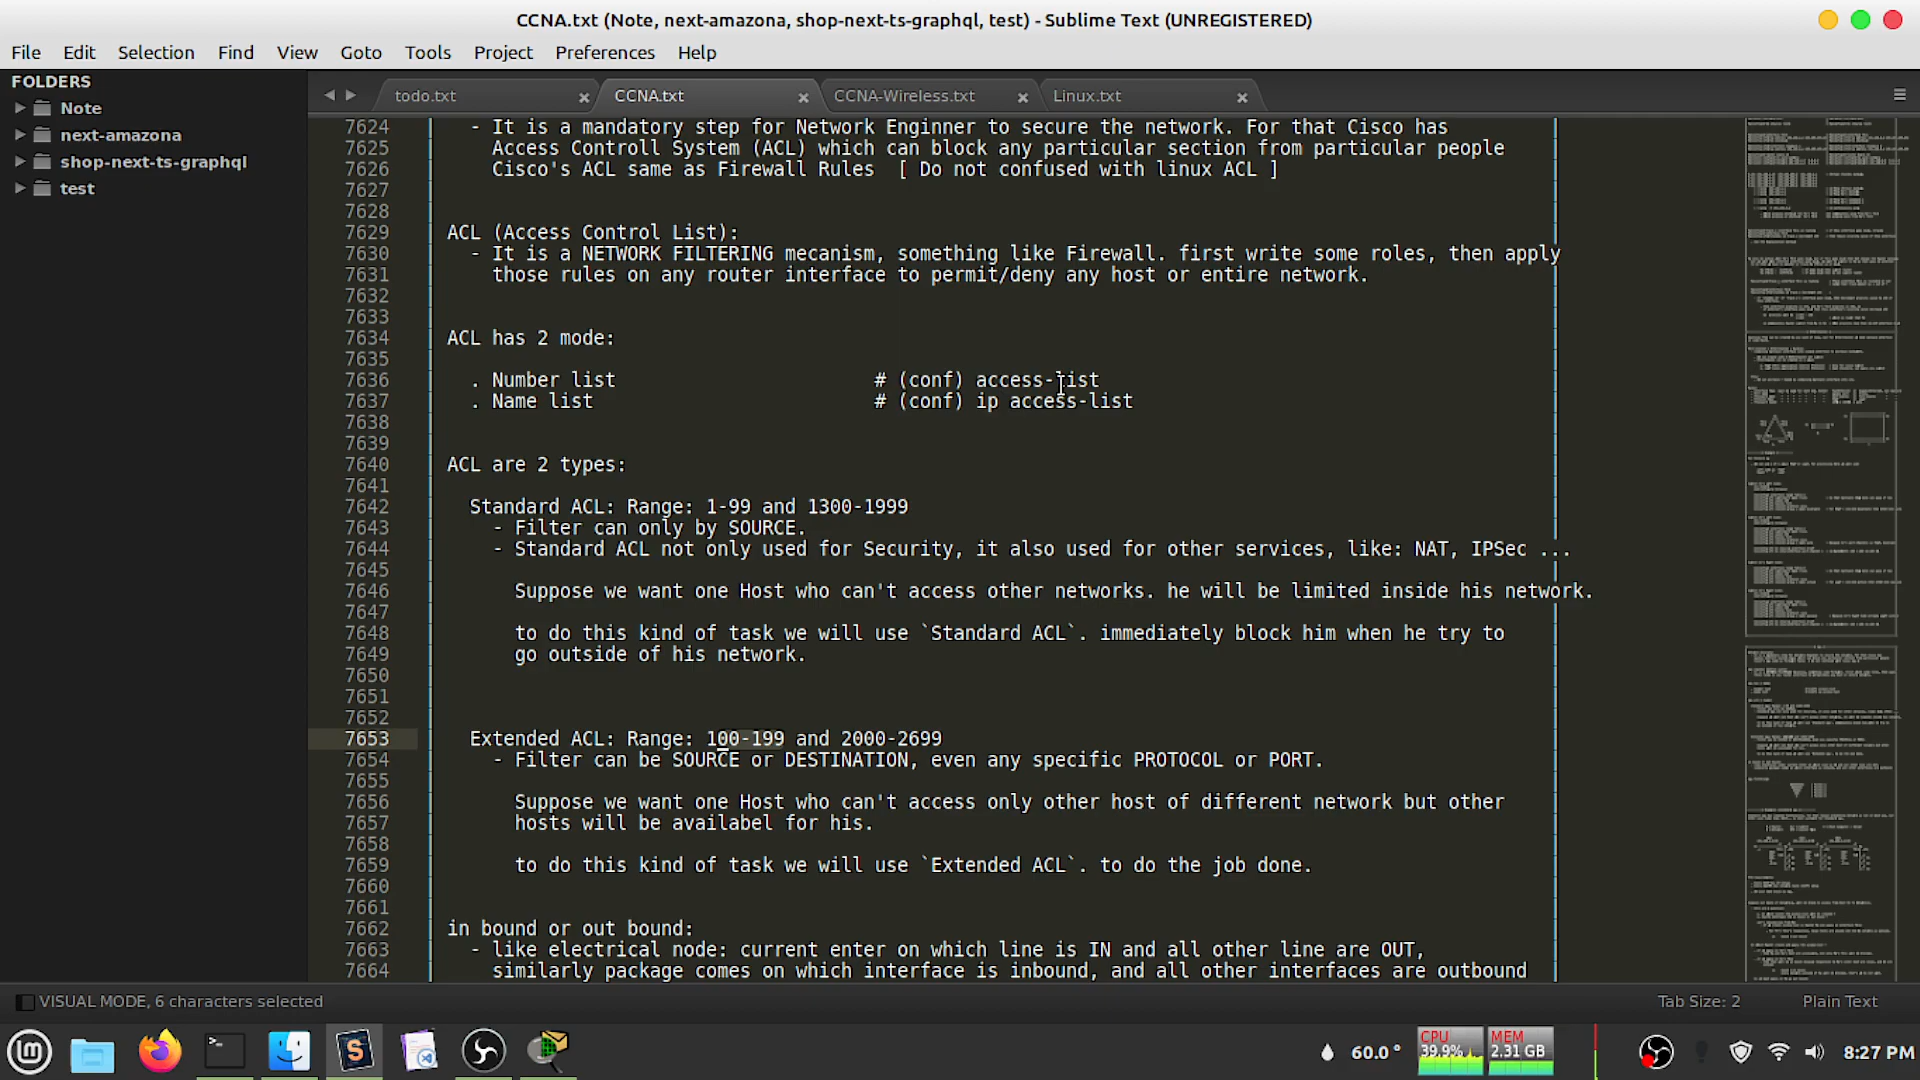 CCNA.txt (Note, next-amazona, shop-next-ts-graphql, test) - Sublime Text (UNREGISTERED)
File Edit Selection Find View Goto Tools Project Preferences Help
FOLDERS
Note
next-amazona
shop-next-ts-graphql
test
todo.txt CCNA.txt CCNA-Wireless.txt Linux.txt
7624 - It is a mandatory step for Network Enginner to secure the network. For that Cisco has
7625 Access Controll System (ACL) which can block any particular section from particular people
7626 Cisco's ACL same as Firewall Rules [ Do not confused with linux ACL ]
7627
7628
7629 ACL (Access Control List):
7630 - It is a NETWORK FILTERING mecanism, something like Firewall. first write some roles, then apply
7631 those rules on any router interface to permit/deny any host or entire network.
7632
7633
7634 ACL has 2 mode:
7635
7636 . Number list # (conf) access-list
7637 . Name list # (conf) ip access-list
7638
7639
7640 ACL are 2 types:
7641
7642 Standard ACL: Range: 1-99 and 1300-1999
7643 - Filter can only by SOURCE.
7644 - Standard ACL not only used for Security, it also used for other services, like: NAT, IPSec ...
7645
7646 Suppose we want one Host who can't access other networks. he will be limited inside his network.
7647
7648 to do this kind of task we will use `Standard ACL`. immediately block him when he try to
7649 go outside of his network.
7650
7651
7652
7653 Extended ACL: Range: 100-199 and 2000-2699
7654 - Filter can be SOURCE or DESTINATION, even any specific PROTOCOL or PORT.
7655
7656 Suppose we want one Host who can't access only other host of different network but other
7657 hosts will be availabel for his.
7658
7659 to do this kind of task we will use `Extended ACL`. to do the job done.
7660
7661
7662 in bound or out bound:
7663 - like electrical node: current enter on which line is IN and all other line are OUT,
7664 similarly package comes on which interface is inbound, and all other interfaces are outbound
VISUAL MODE, 6 characters selected
Tab Size: 2 Plain Text
60.0 °
CPU
39.9%
MEM
2.31 GB
8:27 PM